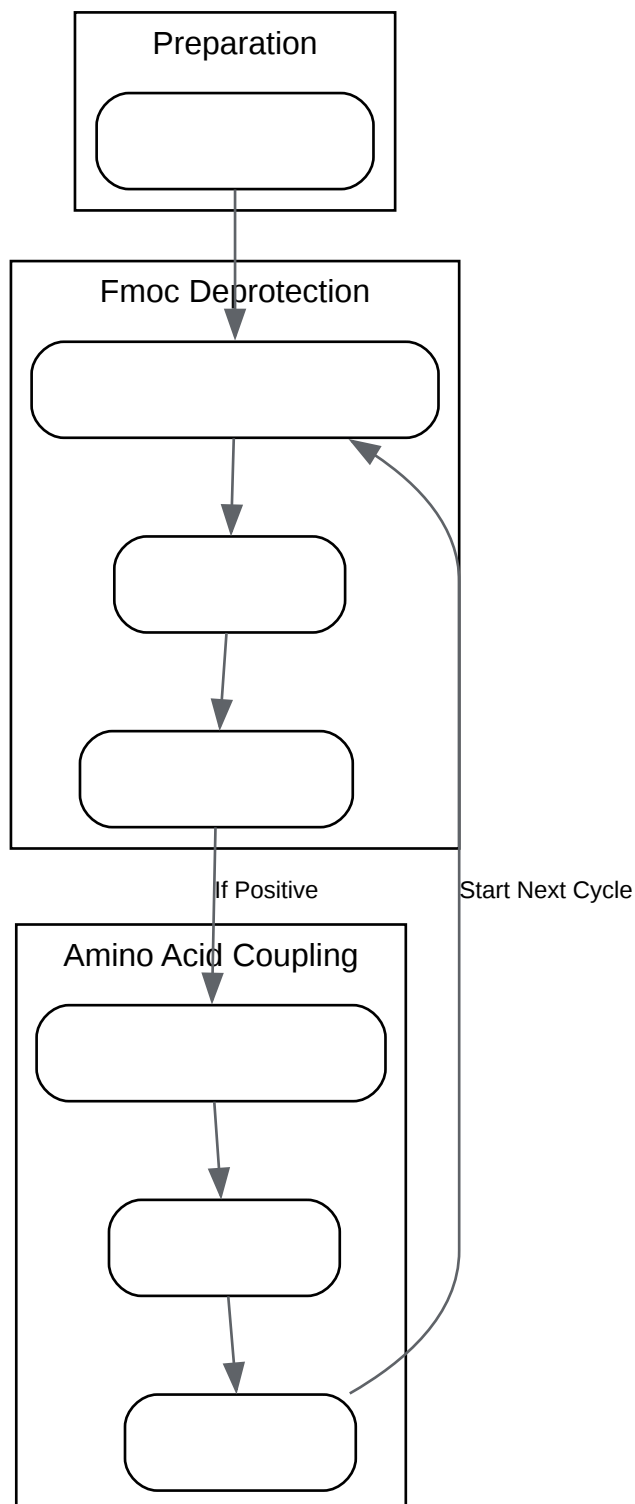 Preparation
Fmoc Deprotection
If Positive
Start Next Cycle
Amino Acid Coupling